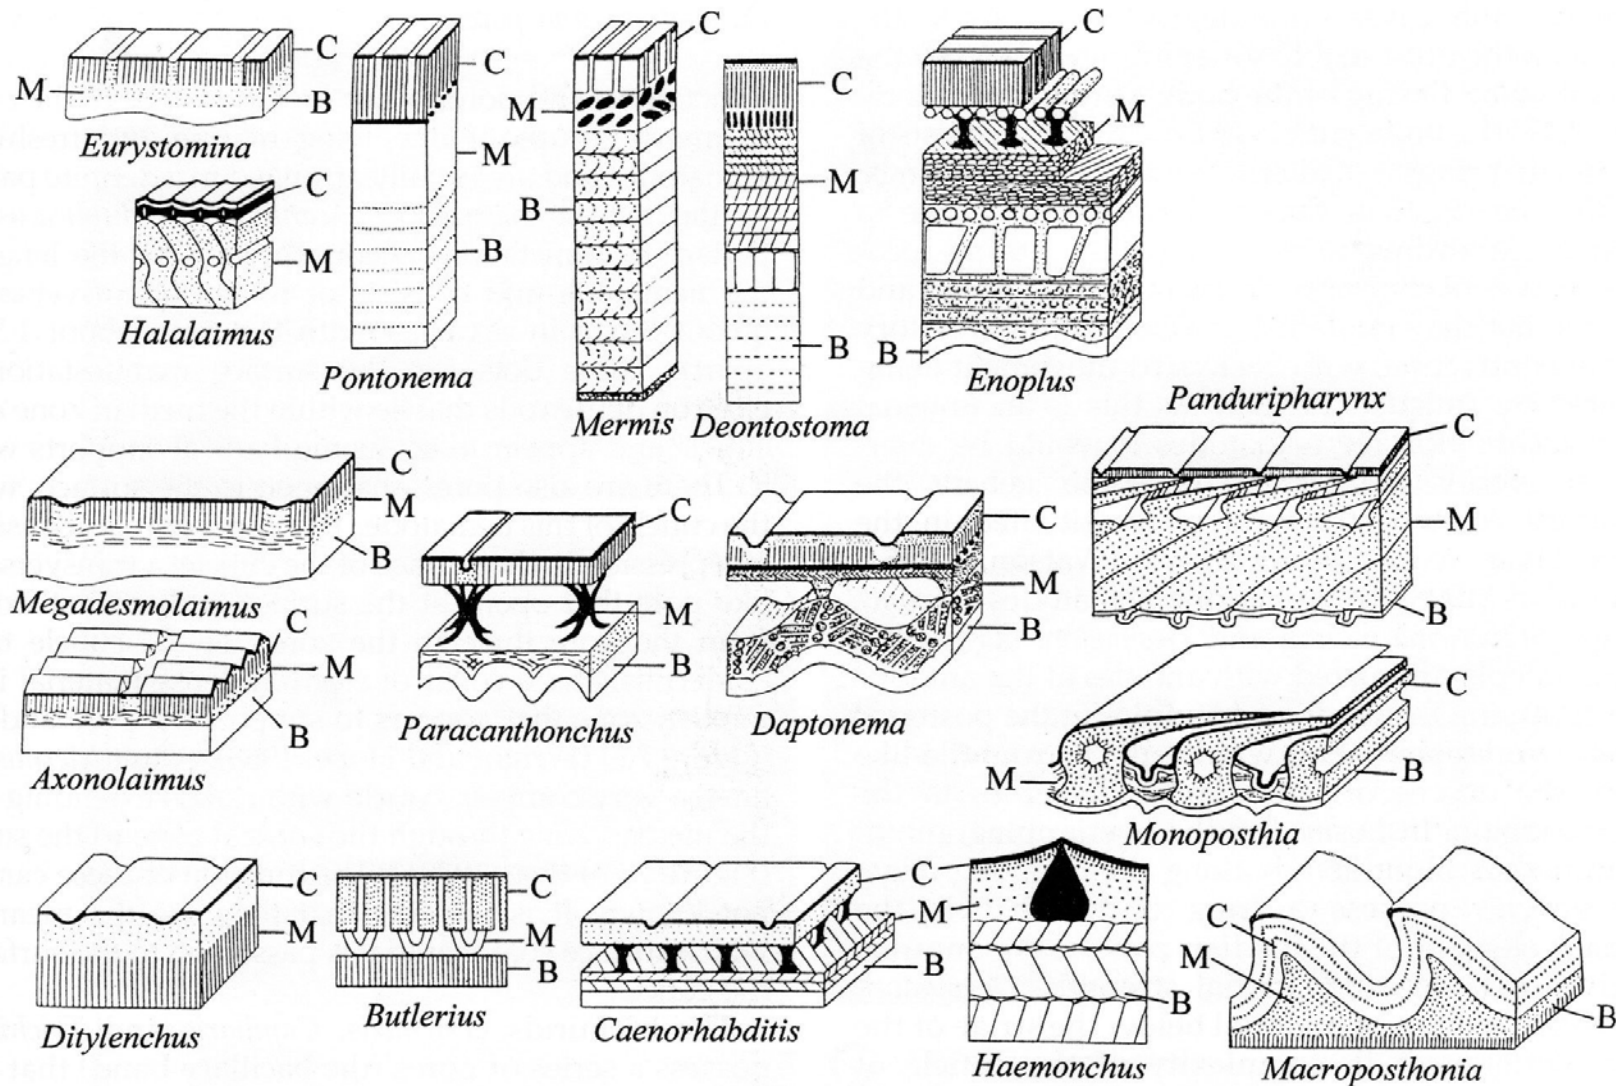 C
M
B
Eurystomina
C
M
Halalaimus
C
M
B
Pontonema
C
M
B
Mermis
C
M
B
Deontostoma
C
M
B
Enoplus
Panduripharynx
C
M
B
C
M
B
Megadesmolaimus
C
M
B
Axonolaimus
C
M
B
Paracanthonchus
C
M
B
Daptonema
C
M
B
Monoposthia
C
M
B
Ditylenchus
C
M
B
Butlerius
C
M
B
Caenorhabditis
B
Haemonchus
C
M
B
Macroposthonia